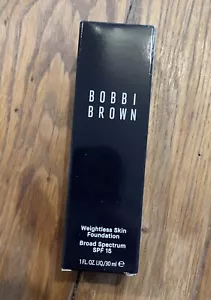 BOBBI
BROWN
Weightless Skin
Foundation
Broad Spectrum
SPF 15
1 FL.OZ.LIQ/30 ml ℮